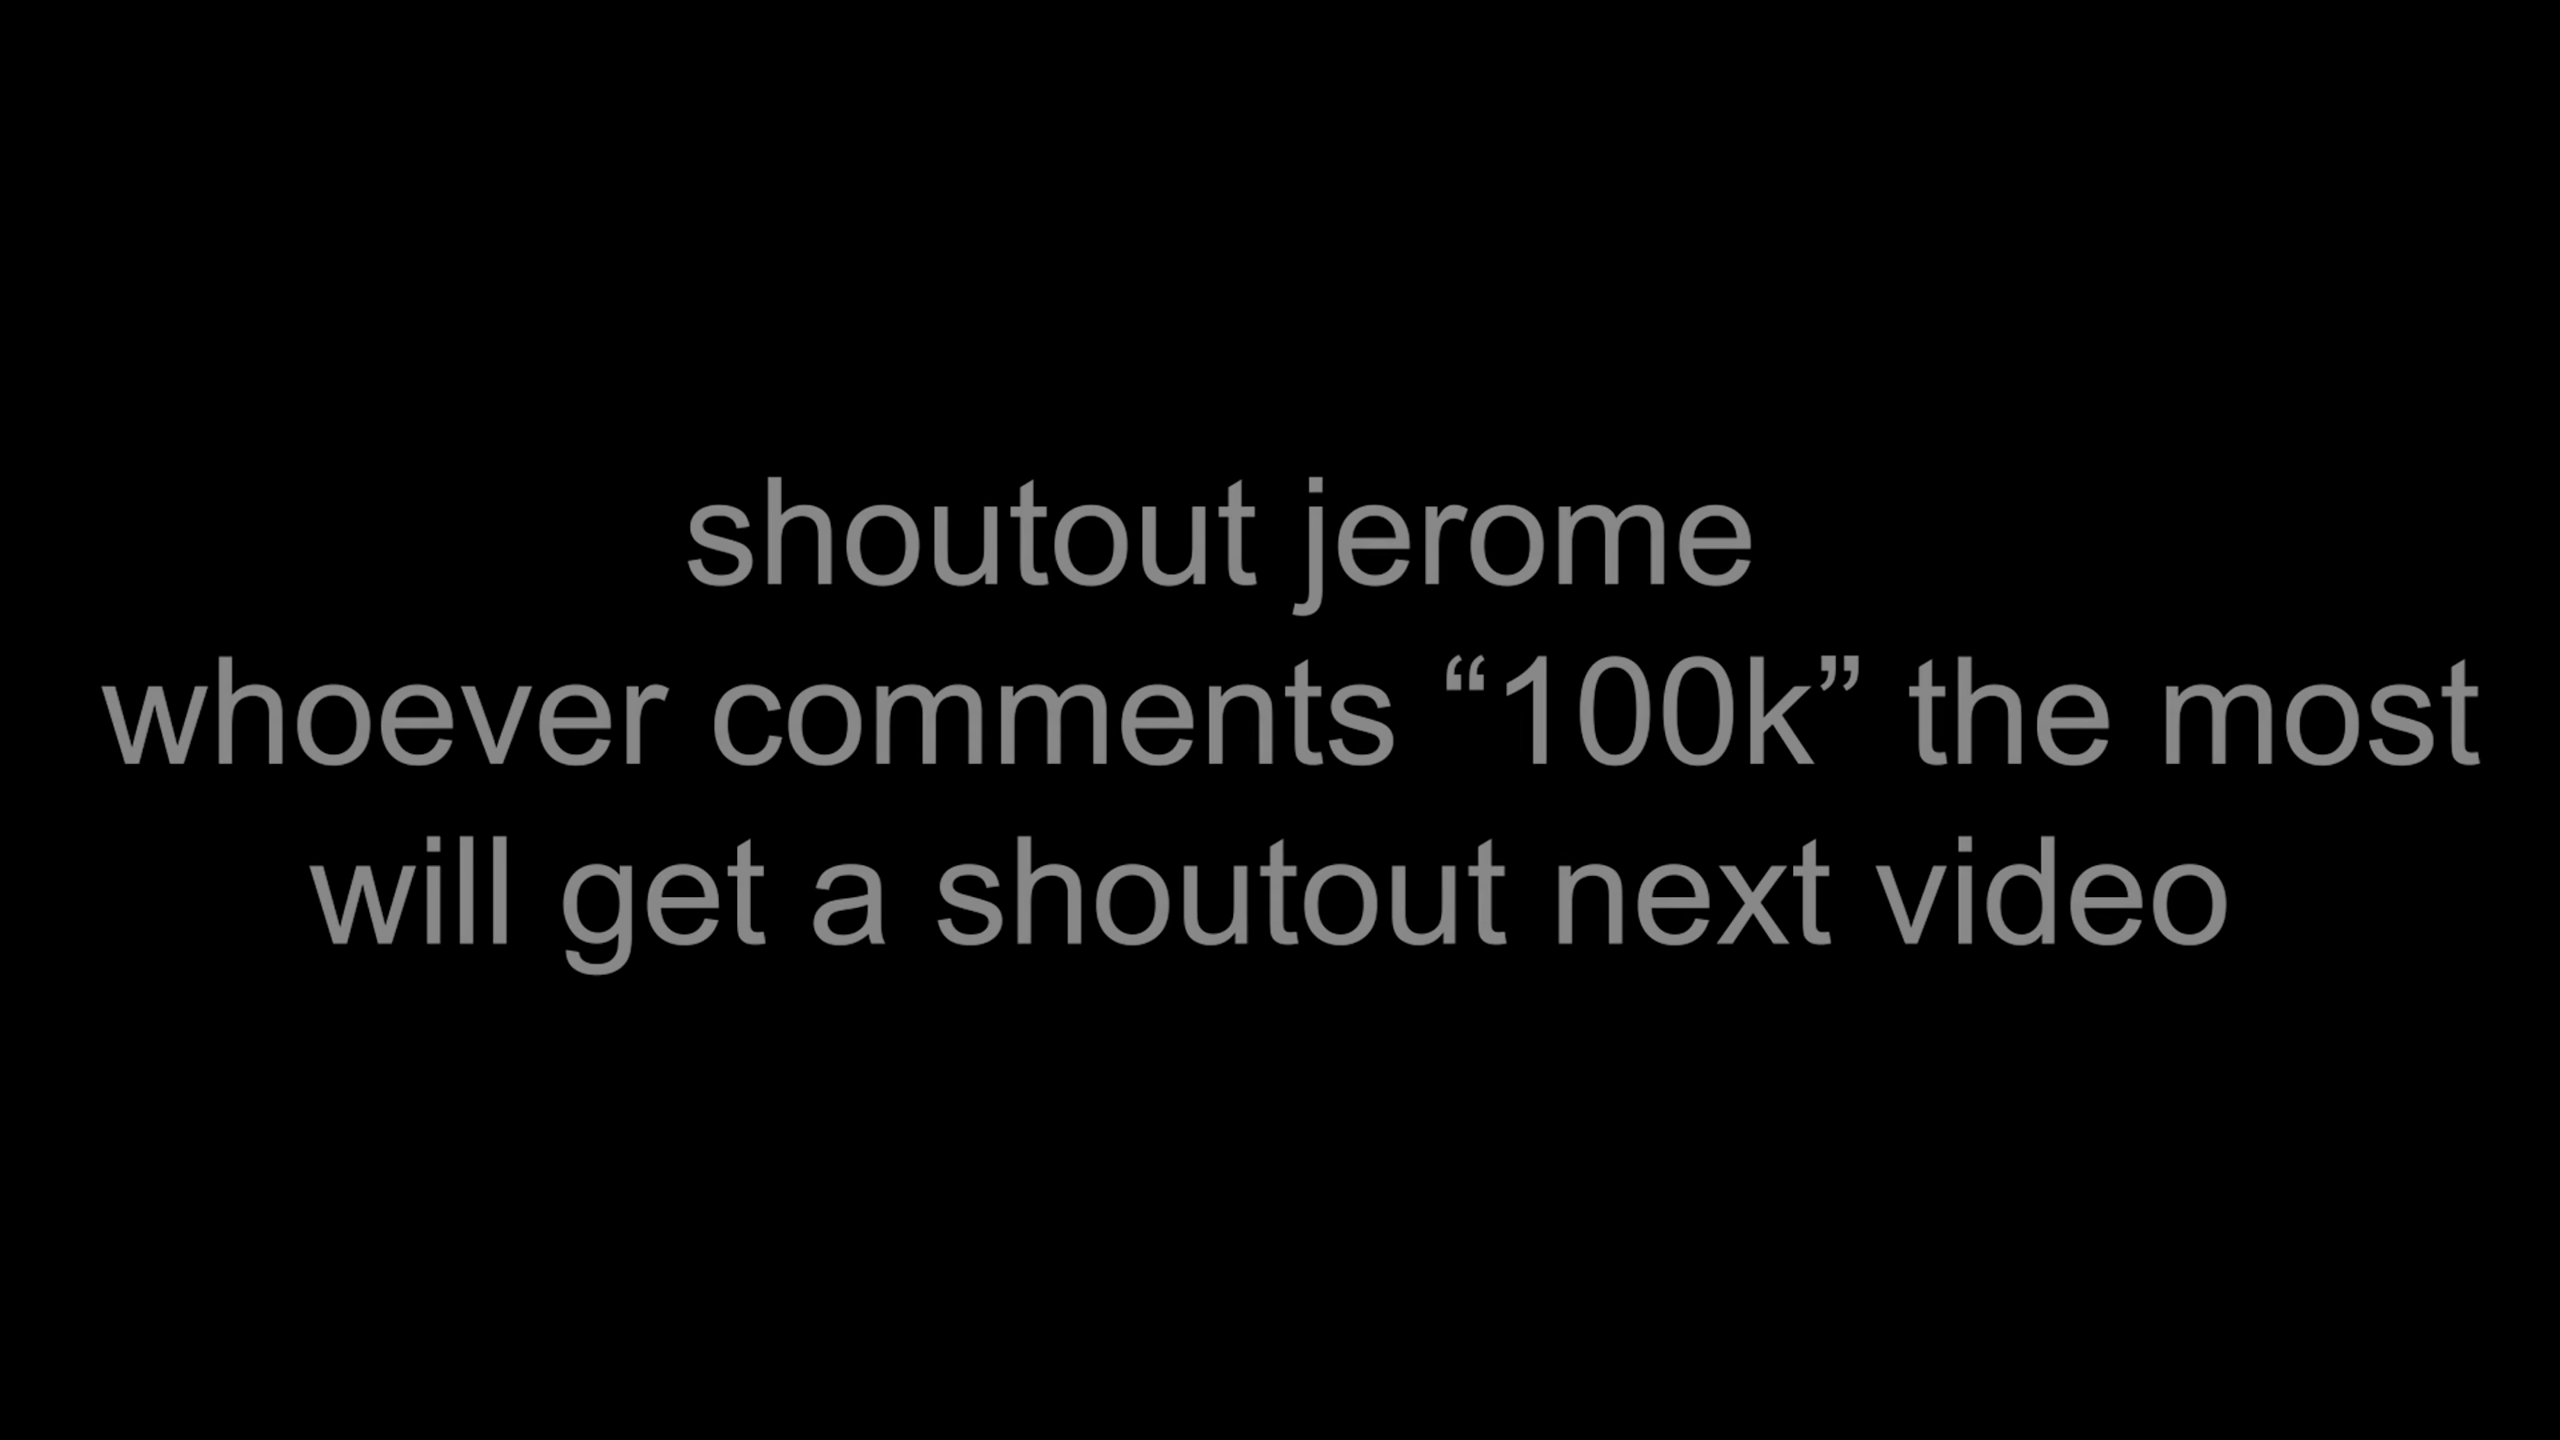 shoutout jerome
whoever comments “100k” the most
will get a shoutout next video